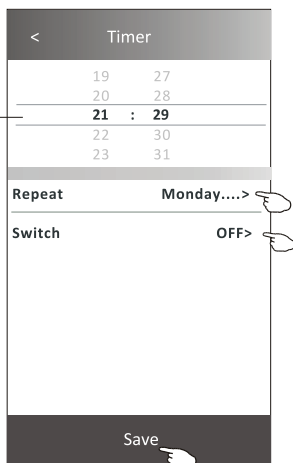 < Timer
19 27
20 28
21 : 29
22 30
23 31
Repeat Monday....>
Switch OFF>
Save